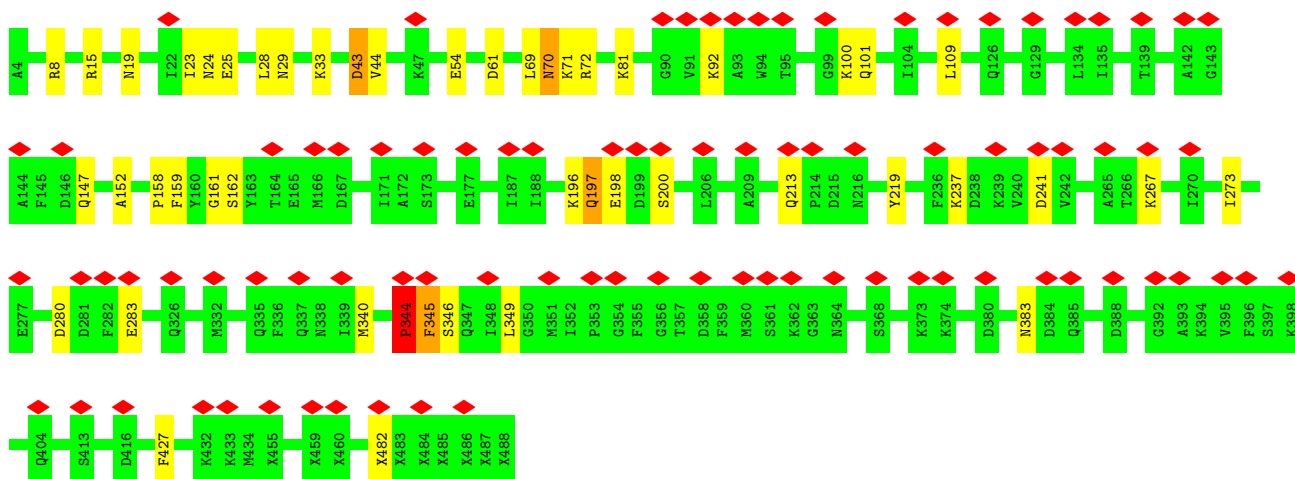 A4 R8 R15 N19 I22 I23 N24 E25 L28 N29 K33 D43 V44 K47 E54 D61 L69 N70 K71 R72 K81 G90 V91 K92 A93 W94 T95 G99 K100 Q101 I104 L109 Q126 G129 L134 I135 T139 A142 G143
A144 F145 D146 Q147 A152 P158 F159 Y160 G161 S162 Y163 T164 E165 M166 D167 I171 A172 S173 E177 I187 I188 K196 Q197 E198 D199 S200 L206 A209 Q213 P214 D215 N216 Y219 F236 K237 D238 K239 V240 D241 V242 A265 T266 K267 I270 I273
E277 D280 D281 F282 E283 Q326 M332 Q335 F336 Q337 N338 I339 M340 P344 F345 S346 Q347 I348 L349 G350 M351 I352 P353 G354 F355 G356 T357 D358 F359 M360 S361 K362 G363 N364 S368 K373 K374 D380 N383 D384 Q385 D388 G392 A393 K394 V395 F396 S397 K398
Q404 S413 D416 F427 K432 K433 M434 X455 X459 X460 X482 X483 X484 X485 X486 X487 X488